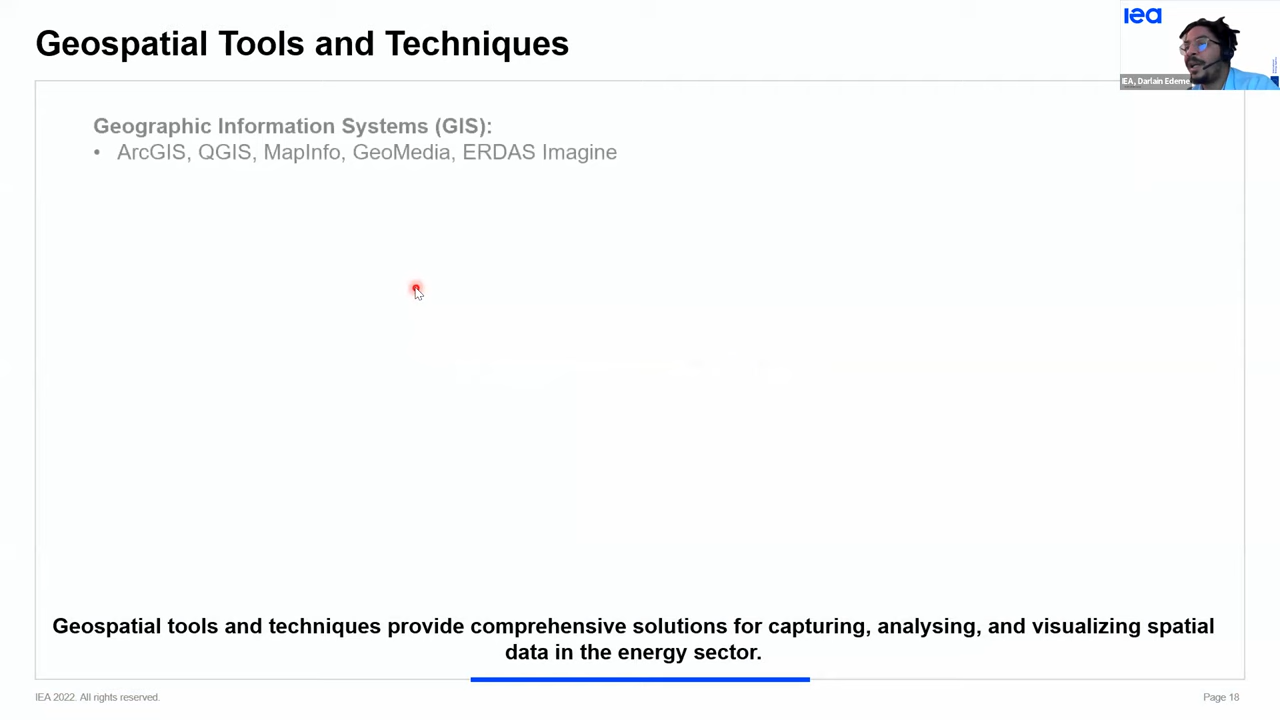 Geospatial Tools and Techniques
iea
IEA, Darlain Edeme
Geographic Information Systems (GIS):
• ArcGIS, QGIS, MapInfo, GeoMedia, ERDAS Imagine
Geospatial tools and techniques provide comprehensive solutions for capturing, analysing, and visualizing spatial
data in the energy sector.
IEA 2022. All rights reserved.
Page 18